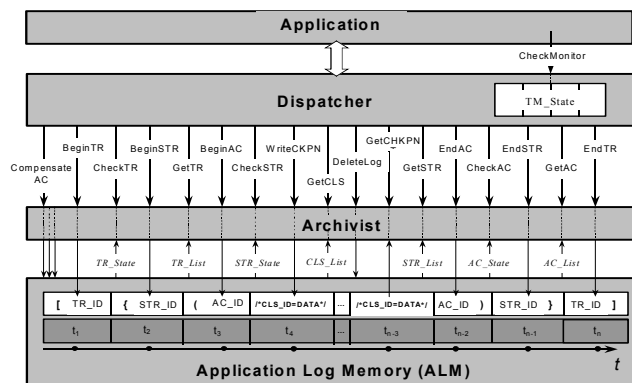 Application
CheckMonitor
Dispatcher
TM_State
BeginTR BeginSTR BeginAC WriteCKPN GetCHKPN T EndAC EndSTR EndTR
Compensate AC CheckTR GetTR CheckSTR GetCLS DeleteLog GetSTR CheckAC GetAC
Archivist
TR_State TR_List STR_State CLS_List STR_List AC_State AC_List
[ TR_ID { STR_ID ( AC_ID /*CLS_ID=DATA*/ ... /*CLS_ID=DATA*/ AC_ID ) STR_ID } TR_ID ]
t1 t2 t3 t4 ... tn-3 tn-2 tn-1 tn
t
Application Log Memory (ALM)